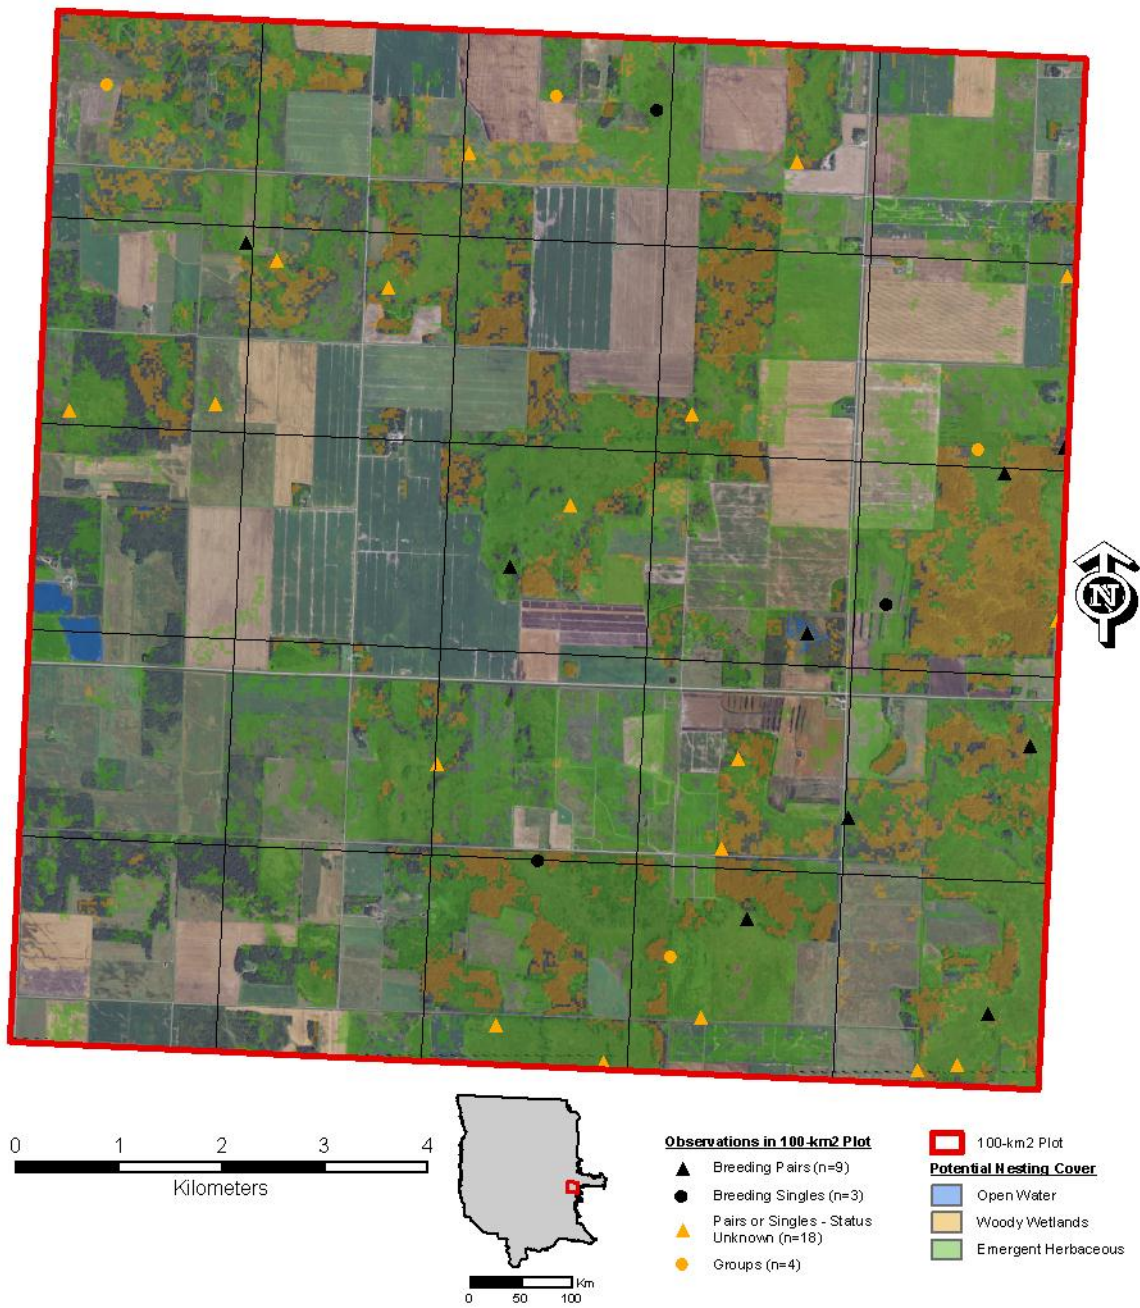 N
0 1 2 3 4
Kilometers
Km
0 50 100
Observations in 100-km2 Plot
Breeding Pairs (n=9)
Breeding Singles (n=3)
Pairs or Singles - Status
Unknown (n=18)
Groups (n=4)
100-km2 Plot
Potential Nesting Cover
Open Water
Woody Wetlands
Emergent Herbaceous